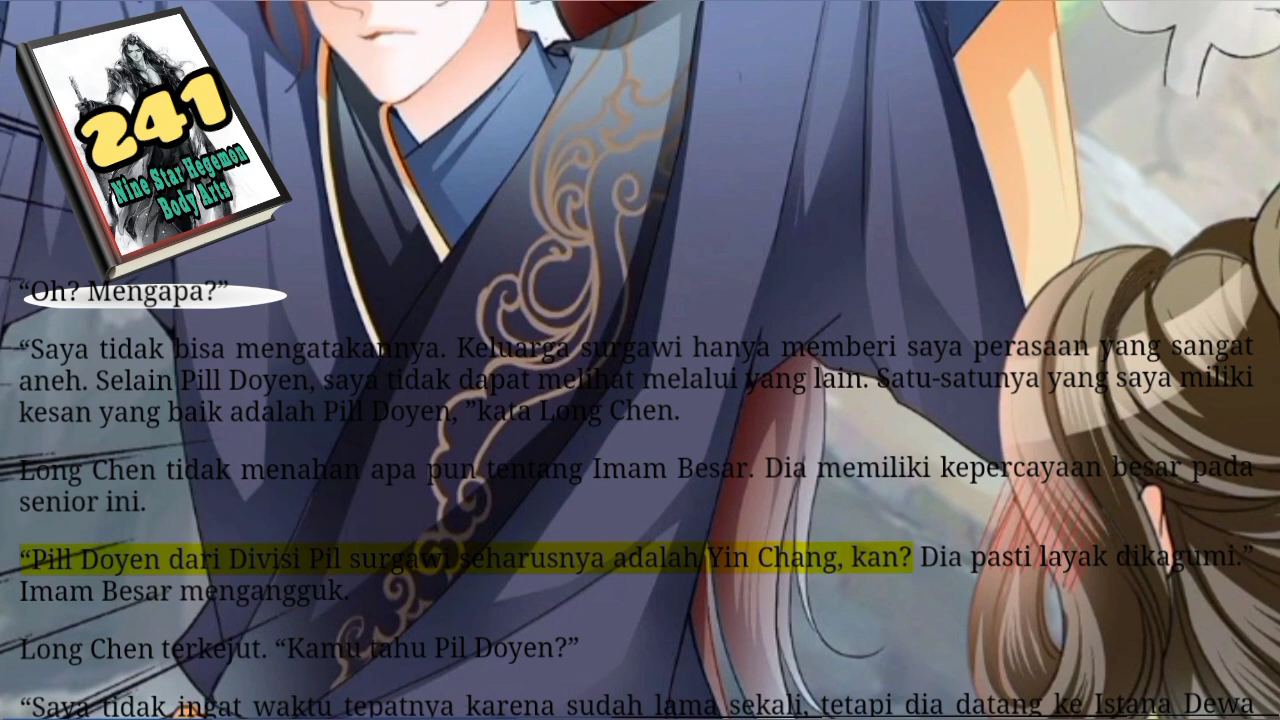 241
Nine Star Hegemon
Body Arts
“Oh? Mengapa?”
“Saya tidak bisa mengatakannya. Keluarga surgawi hanya memberi saya perasaan yang sangat
aneh. Selain Pill Doyen, saya tidak dapat melihat melalui yang lain. Satu-satunya yang saya miliki
kesan yang baik adalah Pill Doyen, ”kata Long Chen.
Long Chen tidak menahan apa pun tentang Imam Besar. Dia memiliki kepercayaan besar pada
senior ini.
“Pill Doyen dari Divisi Pil surgawi seharusnya adalah Yin Chang, kan? Dia pasti layak dikagumi.”
Imam Besar mengangguk.
Long Chen terkejut. “Kamu tahu Pil Doyen?”
“Saya tidak ingat waktu tepatnya karena sudah lama sekali, tetapi dia datang ke Istana Dewa